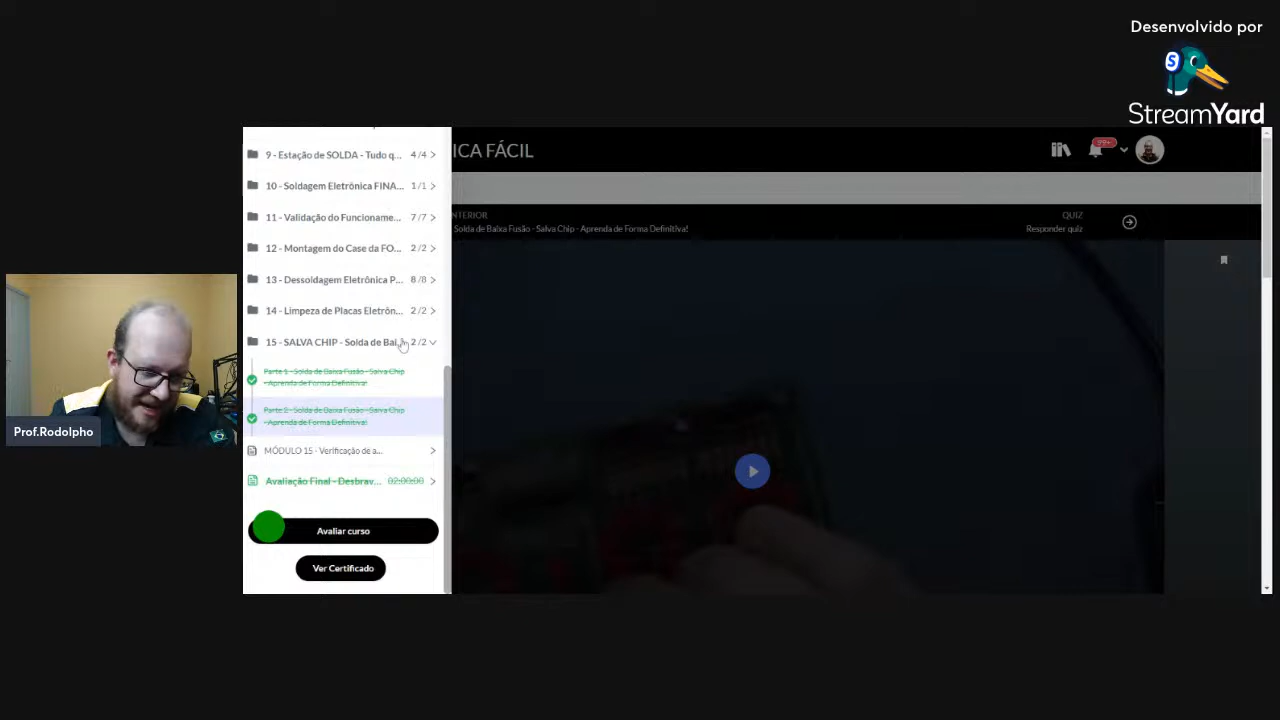 Desenvolvido por
StreamYard
ICA FÁCIL
99+
NTERIOR
Solda de Baixa Fusão - Salva Chip - Aprenda de Forma Definitiva!
QUIZ
Responder quiz
9 - Estação de SOLDA - Tudo q... 4/4
10 - Soldagem Eletrônica FINA... 1/1
11 - Validação do Funcioname... 7/7
12 - Montagem do Case da FO... 2/2
13 - Dessoldagem Eletrônica P... 8/8
14 - Limpeza de Placas Eletrôn... 2/2
15 - SALVA CHIP - Solda de Bai... 2/2
Parte 1 - Solda de Baixa Fusão - Salva Chip
- Aprenda de Forma Definitiva!
Parte 2 - Solda de Baixa Fusão - Salva Chip
- Aprenda de Forma Definitiva!
MÓDULO 15 - Verificação de a...
Avaliação Final - Desbrav... 02:00:00
Avaliar curso
Ver Certificado
Prof.Rodolpho